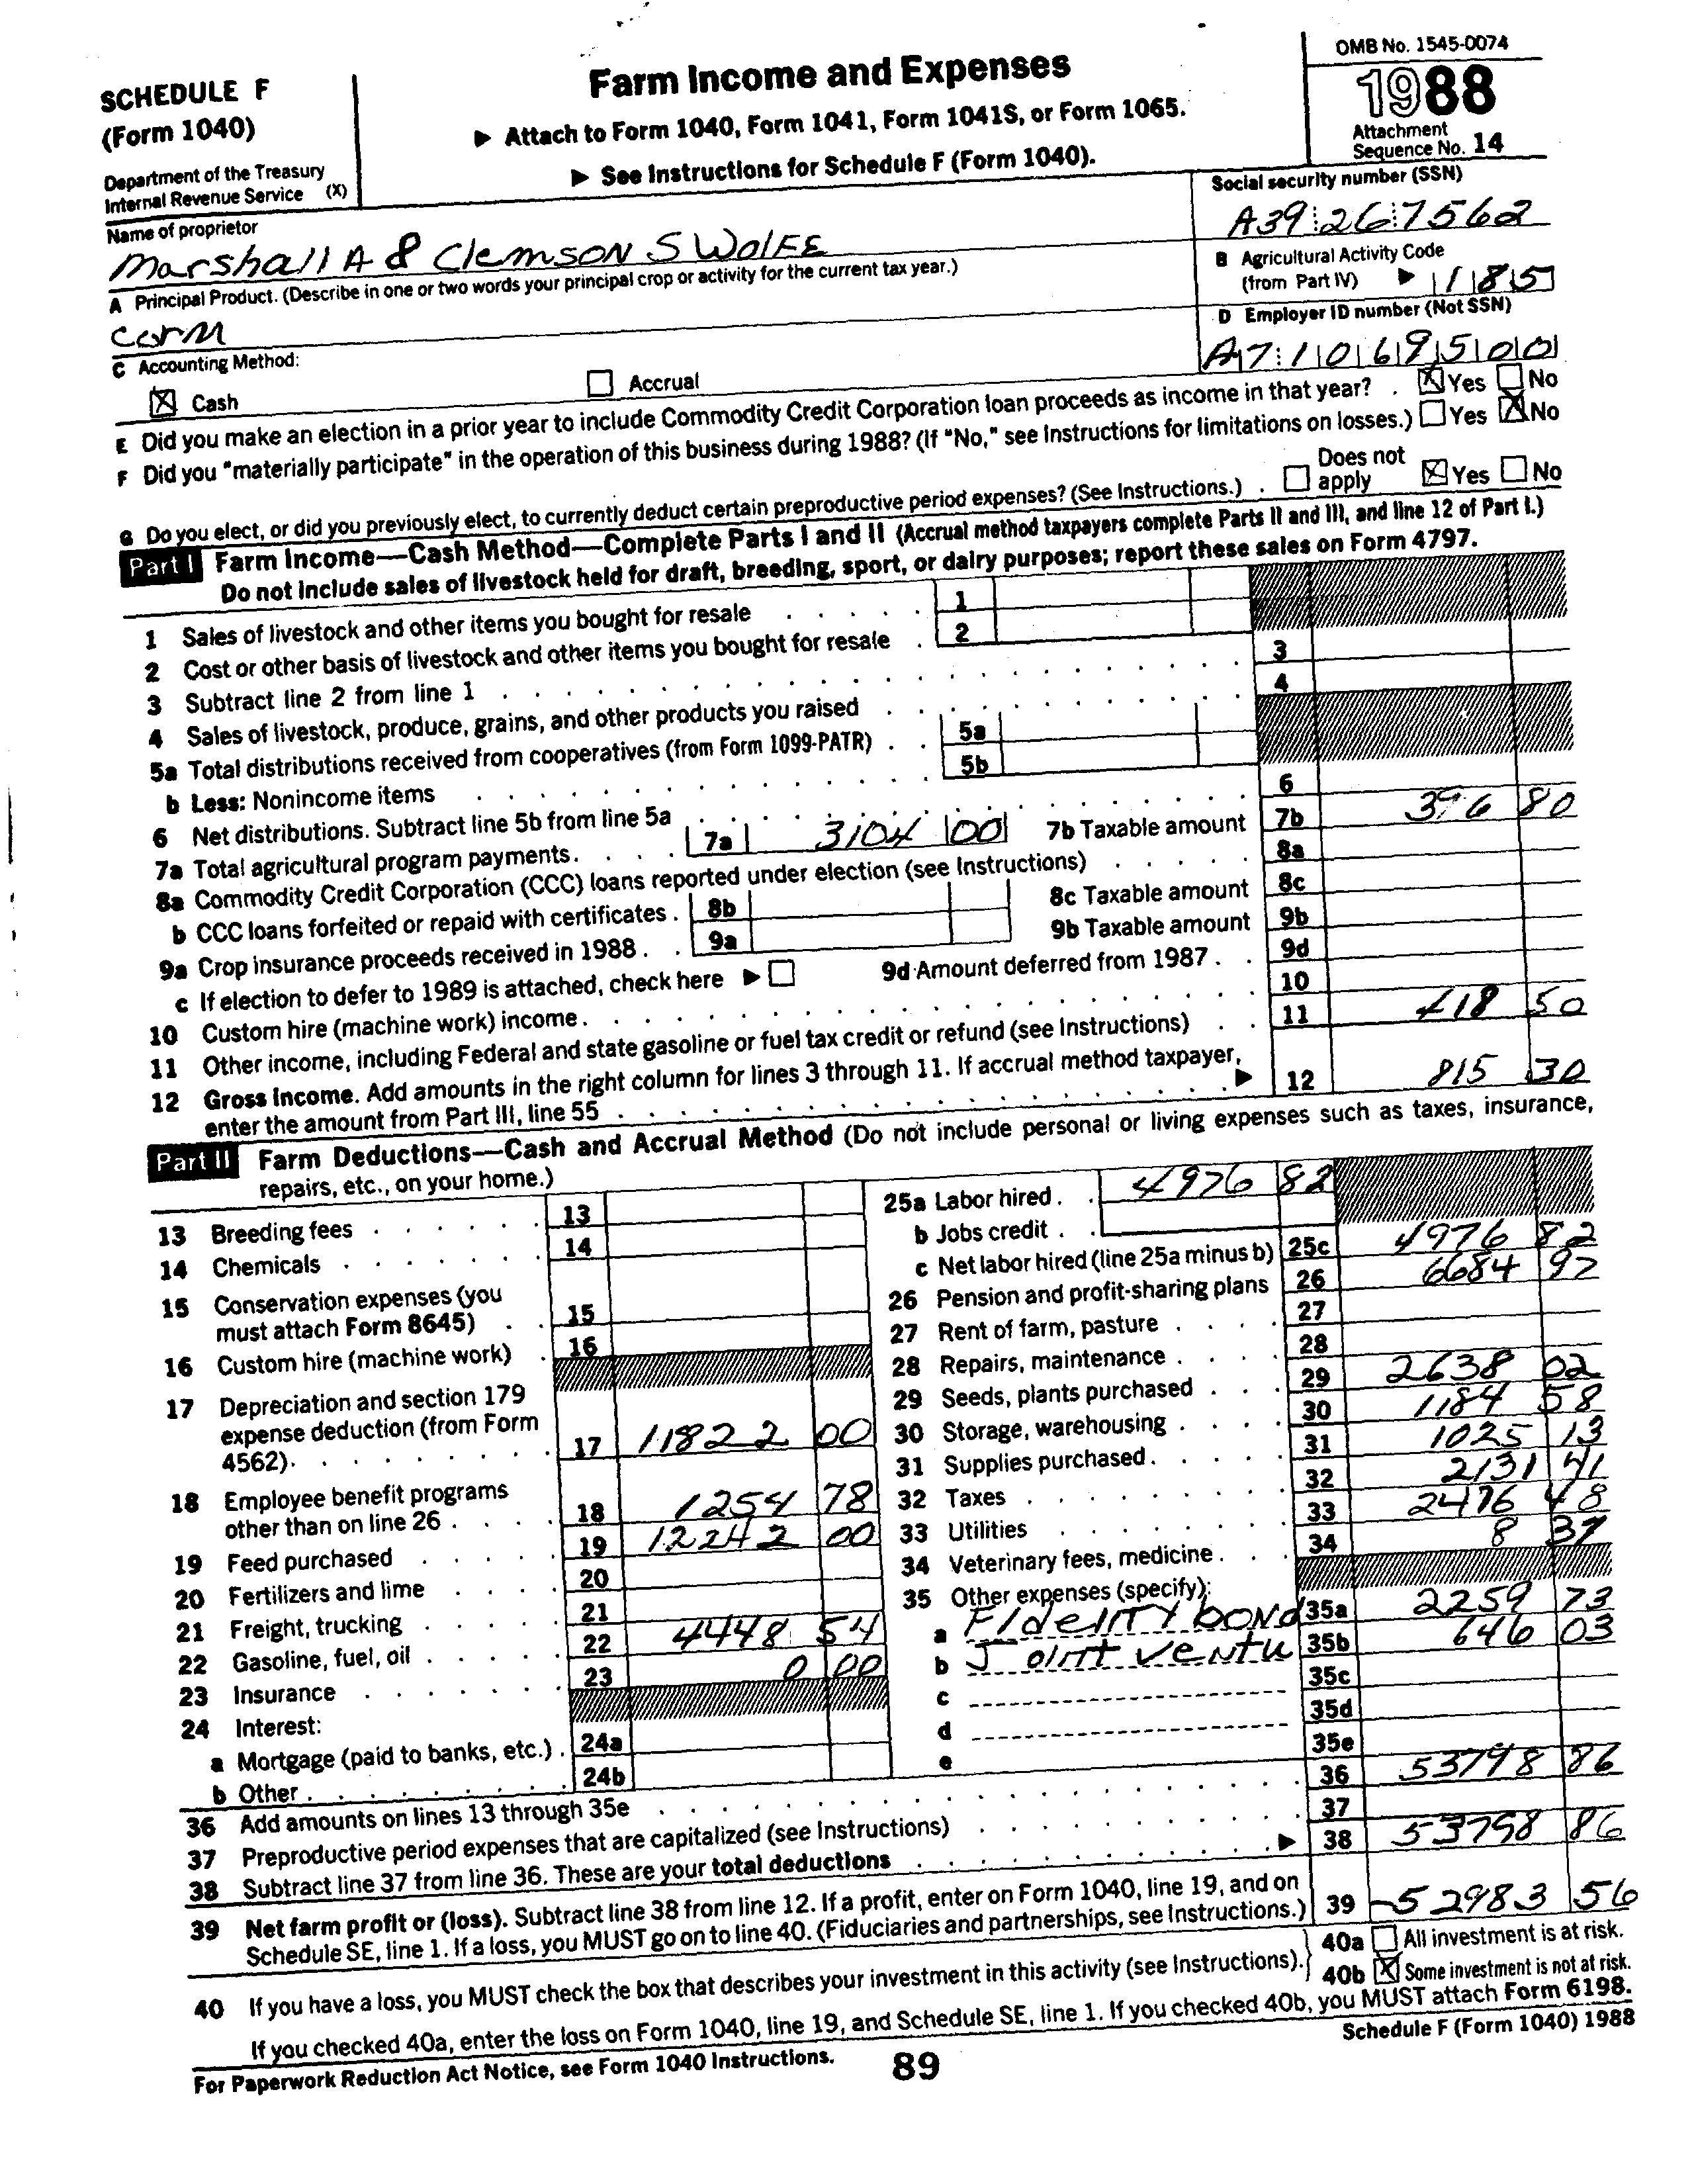 SCHEDULE F
(Form 1040)
Department of the Treasury
Internal Revenue Service (X)
Farm Income and Expenses
▶ Attach to Form 1040, Form 1041, Form 1041S, or Form 1065.
▶ See Instructions for Schedule F (Form 1040).
OMB No. 1545-0074
1988
Attachment
Sequence No. 14
Name of proprietor
Marshall A & Clemson S Wolfe
Social security number (SSN)
A39 26 7562
A Principal Product. (Describe in one or two words your principal crop or activity for the current tax year.)
B Agricultural Activity Code
(from Part IV) ▶ 185
C Accounting Method:
D Employer ID number (Not SSN)
A7 1069500
☒ Cash ☐ Accrual
E Did you make an election in a prior year to include Commodity Credit Corporation loan proceeds as income in that year? . ☒ Yes ☐ No
F Did you "materially participate" in the operation of this business during 1988? (If "No," see Instructions for limitations on losses.) ☐ Yes ☒ No
G Do you elect, or did you previously elect, to currently deduct certain preproductive period expenses? (See Instructions.) . ☐ Does not apply ☒ Yes ☐ No
Part I Farm Income—Cash Method—Complete Parts I and II (Accrual method taxpayers complete Parts II and III, and line 12 of Part I.)
Do not include sales of livestock held for draft, breeding, sport, or dairy purposes; report these sales on Form 4797.
1 Sales of livestock and other items you bought for resale 1
2 Cost or other basis of livestock and other items you bought for resale 2
3 Subtract line 2 from line 1 3
4 Sales of livestock, produce, grains, and other products you raised 4
5a Total distributions received from cooperatives (from Form 1099-PATR) 5a
b Less: Nonincome items 5b
6 Net distributions. Subtract line 5b from line 5a 6
7a Total agricultural program payments. 7a 3104 00 7b Taxable amount 7b 396 80
8a Commodity Credit Corporation (CCC) loans reported under election (see Instructions) 8a
b CCC loans forfeited or repaid with certificates . 8b 8c Taxable amount 8c
9a Crop insurance proceeds received in 1988 . 9a 9b Taxable amount 9b
c If election to defer to 1989 is attached, check here ▶ ☐ 9d Amount deferred from 1987 . 9d
10 Custom hire (machine work) income. 10
11 Other income, including Federal and state gasoline or fuel tax credit or refund (see Instructions) 11 418 50
12 Gross income. Add amounts in the right column for lines 3 through 11. If accrual method taxpayer,
enter the amount from Part III, line 55 ▶ 12 815 30
Part II Farm Deductions—Cash and Accrual Method (Do not include personal or living expenses such as taxes, insurance,
repairs, etc., on your home.)
13 Breeding fees 13
14 Chemicals 14
15 Conservation expenses (you
must attach Form 8645) 15
16 Custom hire (machine work) . 16
17 Depreciation and section 179
expense deduction (from Form
4562). 17 11822 00
18 Employee benefit programs
other than on line 26 18 1254 78
19 Feed purchased 19 12242 00
20 Fertilizers and lime 20
21 Freight, trucking 21
22 Gasoline, fuel, oil 22 4448 54
23 Insurance 23 0 00
24 Interest:
a Mortgage (paid to banks, etc.) . 24a
b Other 24b
25a Labor hired . 4976 82
b Jobs credit .
c Net labor hired (line 25a minus b) 25c 4976 82
26 Pension and profit-sharing plans 26 6684 97
27 Rent of farm, pasture 27
28 Repairs, maintenance 28
29 Seeds, plants purchased 29 2638 02
30 Storage, warehousing 30 1184 58
31 Supplies purchased 31 1025 13
32 Taxes 32 2131 41
33 Utilities 33 2476 48
34 Veterinary fees, medicine 34 8 37
35 Other expenses (specify):
a Fidelity bond 35a 2259 73
b Joint ventu 35b 646 03
c 35c
d 35d
e 35e
36 Add amounts on lines 13 through 35e 36 53798 86
37 Preproductive period expenses that are capitalized (see Instructions) 37
38 Subtract line 37 from line 36. These are your total deductions ▶ 38 53798 86
39 Net farm profit or (loss). Subtract line 38 from line 12. If a profit, enter on Form 1040, line 19, and on
Schedule SE, line 1. If a loss, you MUST go on to line 40. (Fiduciaries and partnerships, see Instructions.) 39 -52983 56
40 If you have a loss, you MUST check the box that describes your investment in this activity (see Instructions).
40a ☐ All investment is at risk.
40b ☒ Some investment is not at risk.
If you checked 40a, enter the loss on Form 1040, line 19, and Schedule SE, line 1. If you checked 40b, you MUST attach Form 6198.
For Paperwork Reduction Act Notice, see Form 1040 Instructions.
89
Schedule F (Form 1040) 1988